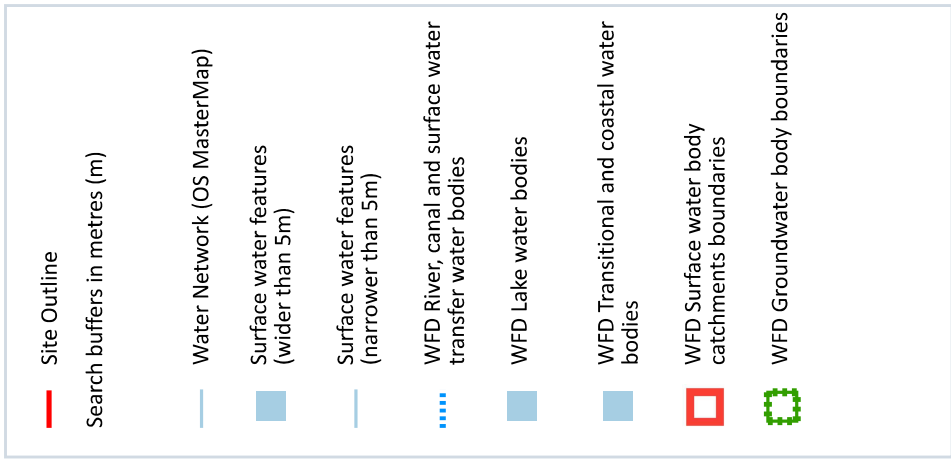 Site Outline
Search buffers in metres (m)
Water Network (OS MasterMap)
Surface water features
(wider than 5m)
Surface water features
(narrower than 5m)
WFD River, canal and surface water
transfer water bodies
WFD Lake water bodies
WFD Transitional and coastal water
bodies
WFD Surface water body
catchments boundaries
WFD Groundwater body boundaries